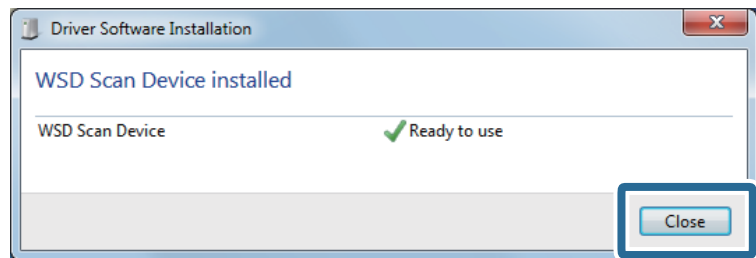 Driver Software Installation
WSD Scan Device installed
WSD Scan Device Ready to use
Close